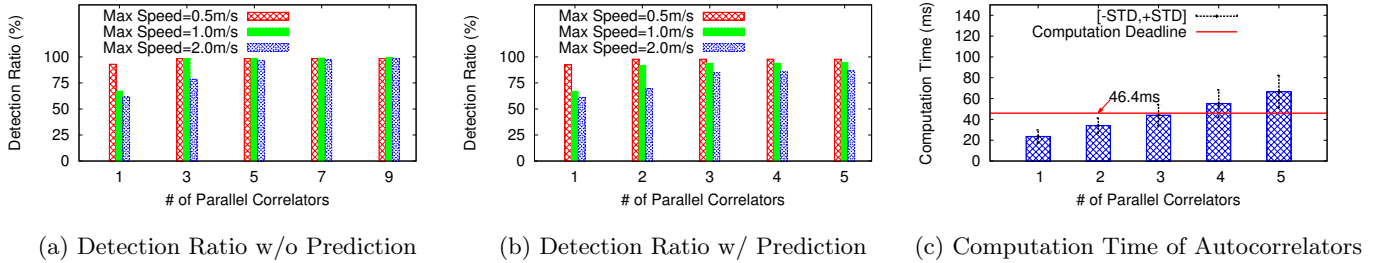 Max Speed=0.5m/s
Max Speed=1.0m/s
Max Speed=2.0m/s
Detection Ratio (%)
100
75
50
25
0
1 3 5 7 9
# of Parallel Correlators
(a) Detection Ratio w/o Prediction
Max Speed=0.5m/s
Max Speed=1.0m/s
Max Speed=2.0m/s
Detection Ratio (%)
100
75
50
25
0
1 2 3 4 5
# of Parallel Correlators
(b) Detection Ratio w/ Prediction
[-STD,+STD]
Computation Deadline
Computation Time (ms)
140
120
100
80
60
40
20
0
46.4ms
1 2 3 4 5
# of Parallel Correlators
(c) Computation Time of Autocorrelators